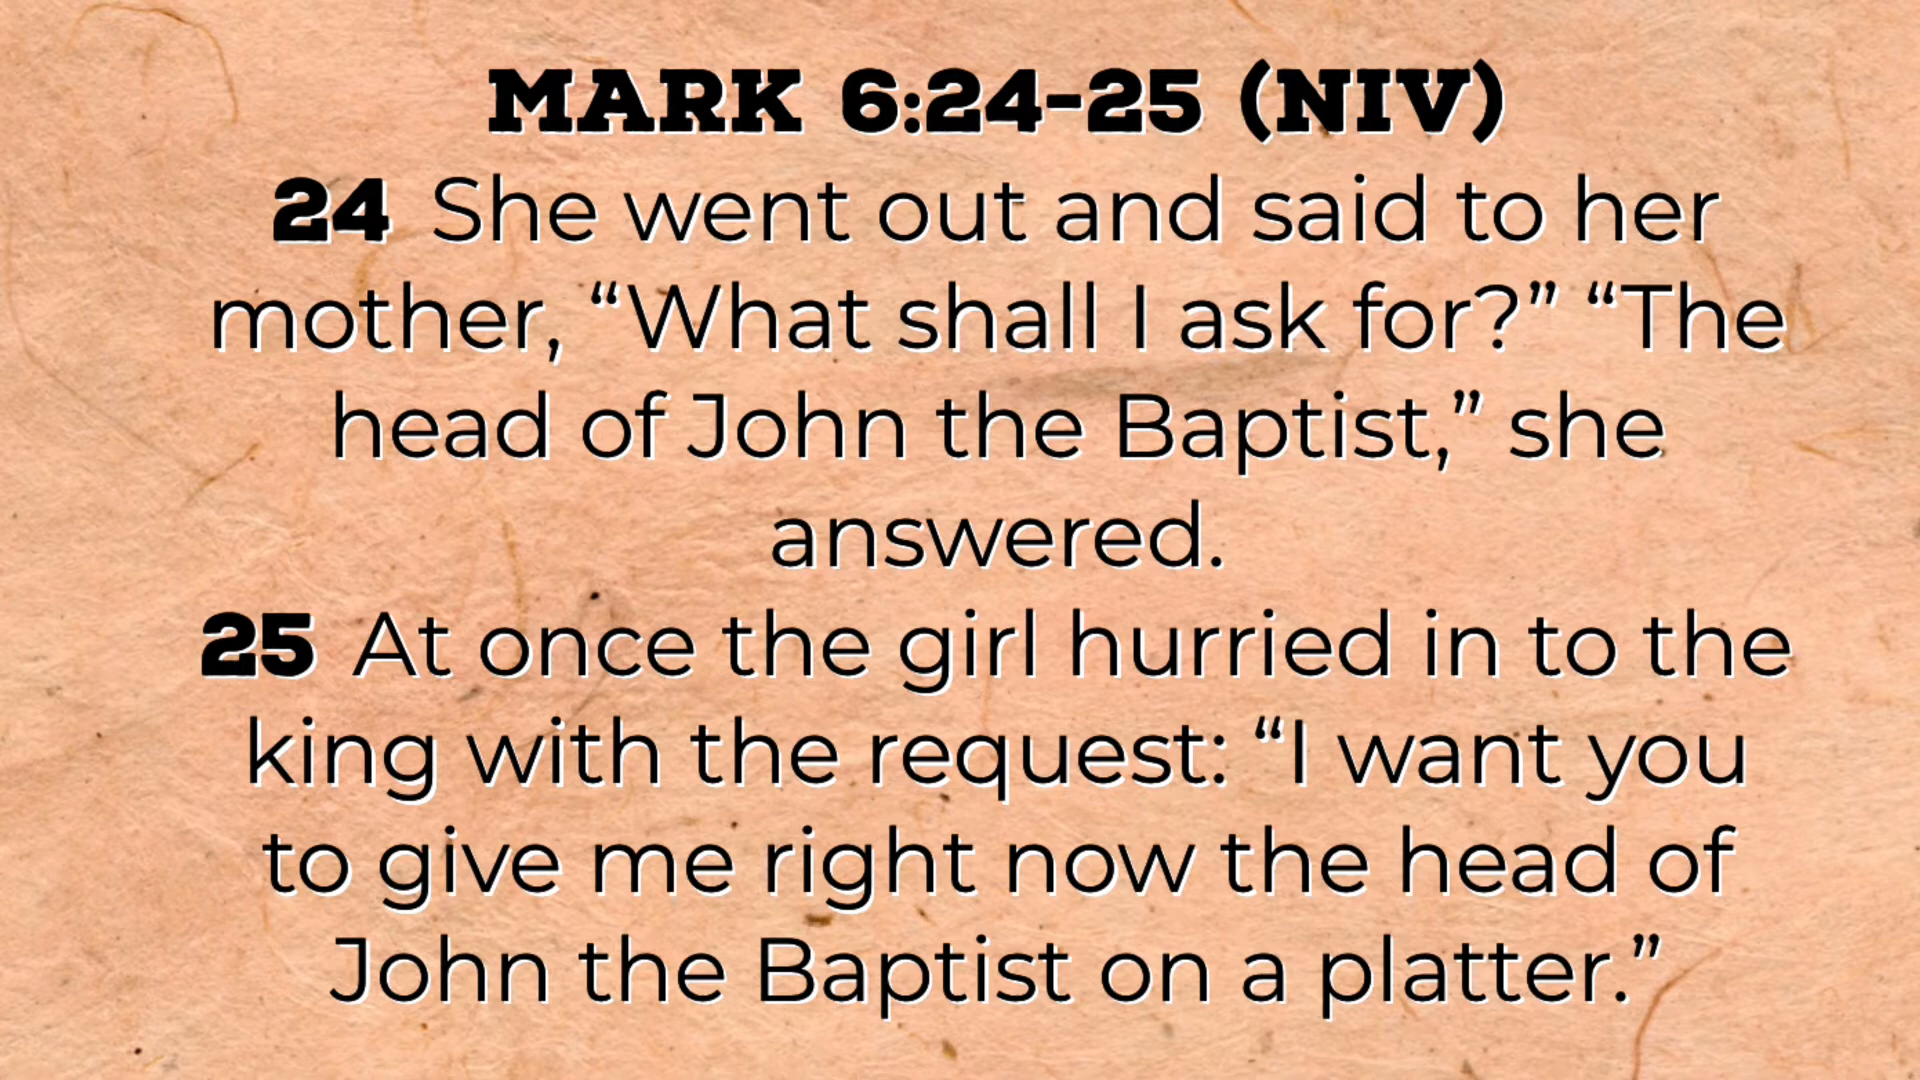 MARK 6:24-25 (NIV)
24 She went out and said to her
mother, “What shall I ask for?” “The
head of John the Baptist,” she
answered.
25 At once the girl hurried in to the
king with the request: “I want you
to give me right now the head of
John the Baptist on a platter.”